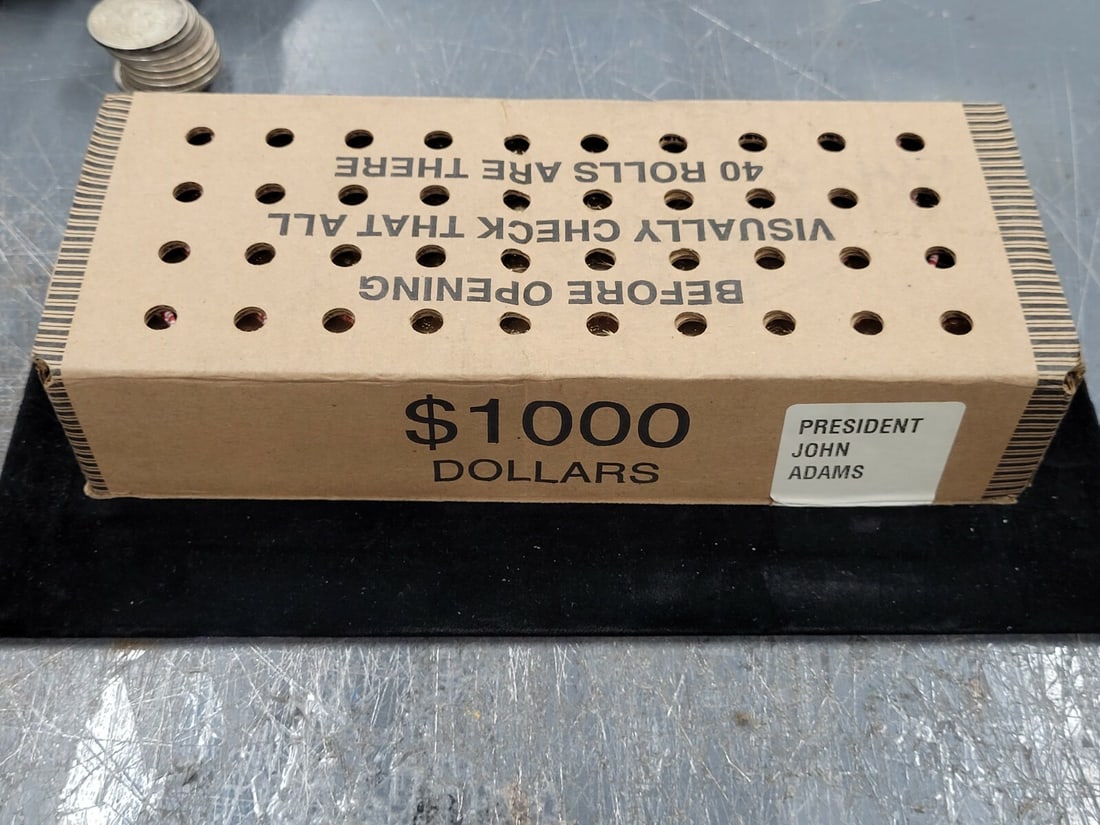 BEFORE OPENING
VISUALLY CHECK THAT ALL
40 ROLLS ARE THERE
$1000
DOLLARS
PRESIDENT
JOHN
ADAMS